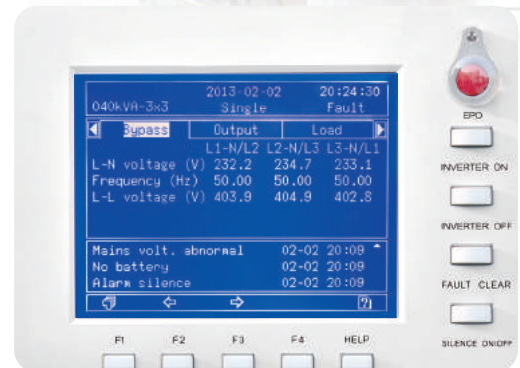 2013-02-02 20:24:30
040kVA-3x3 Single Fault
Bypass Output Load
L1-N/L2 L2-N/L3 L3-N/L1
L-N voltage (V) 232.2 234.7 233.1
Frequency (Hz) 50.00 50.00 50.00
L-L voltage (V) 403.9 404.9 402.8
Mains volt. abnormal 02-02 20:09
No battery 02-02 20:09
Alarm silence 02-02 20:09
F1 F2 F3 F4 HELP
EPO
INVERTER ON
INVERTER OFF
FAULT CLEAR
SILENCE ON/OFF